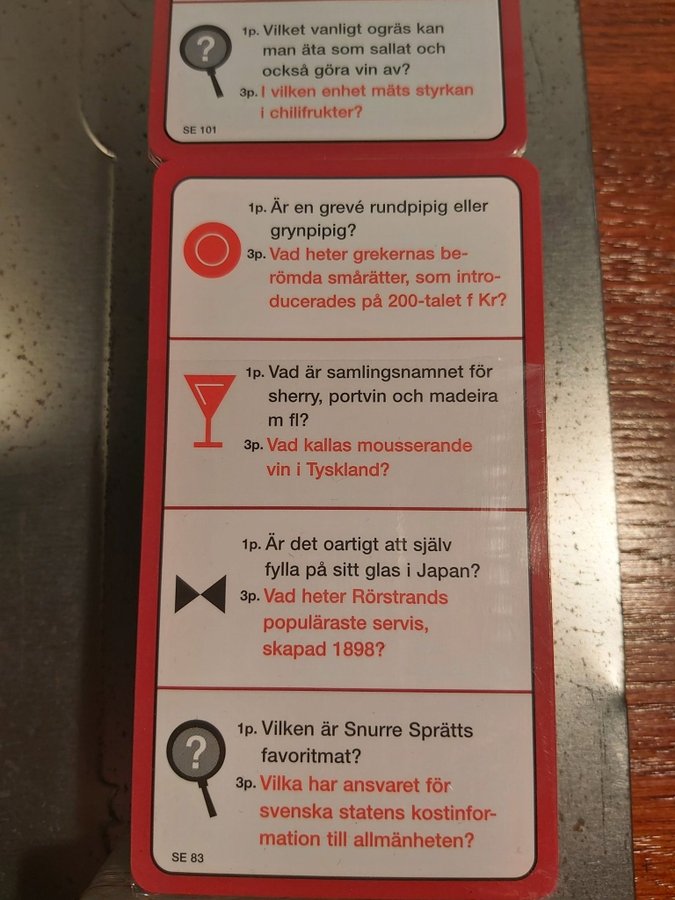 1p. Vilket vanligt ogräs kan
man äta som sallat och
också göra vin av?
3p. I vilken enhet mäts styrkan
i chilifrukter?
SE 101
1p. Är en grevé rundpipig eller
grynpipig?
3p. Vad heter grekernas be-
römda smårätter, som intro-
ducerades på 200-talet f Kr?
1p. Vad är samlingsnamnet för
sherry, portvin och madeira
m fl?
3p. Vad kallas mousserande
vin i Tyskland?
1p. Är det oartigt att själv
fylla på sitt glas i Japan?
3p. Vad heter Rörstrands
populäraste servis,
skapad 1898?
1p. Vilken är Snurre Sprätts
favoritmat?
3p. Vilka har ansvaret för
svenska statens kostinfor-
mation till allmänheten?
SE 83